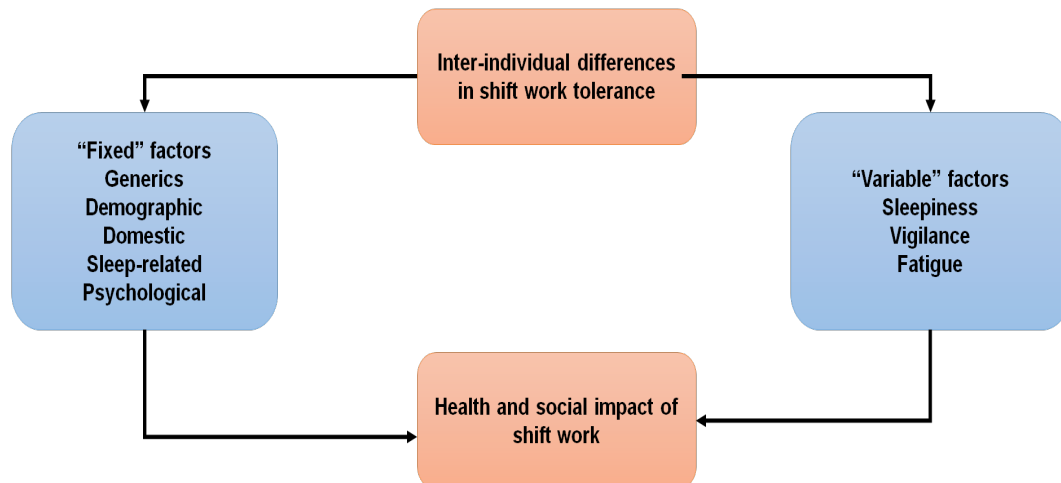 Inter-individual differences
in shift work tolerance
“Fixed” factors
Generics
Demographic
Domestic
Sleep-related
Psychological
“Variable” factors
Sleepiness
Vigilance
Fatigue
Health and social impact of
shift work